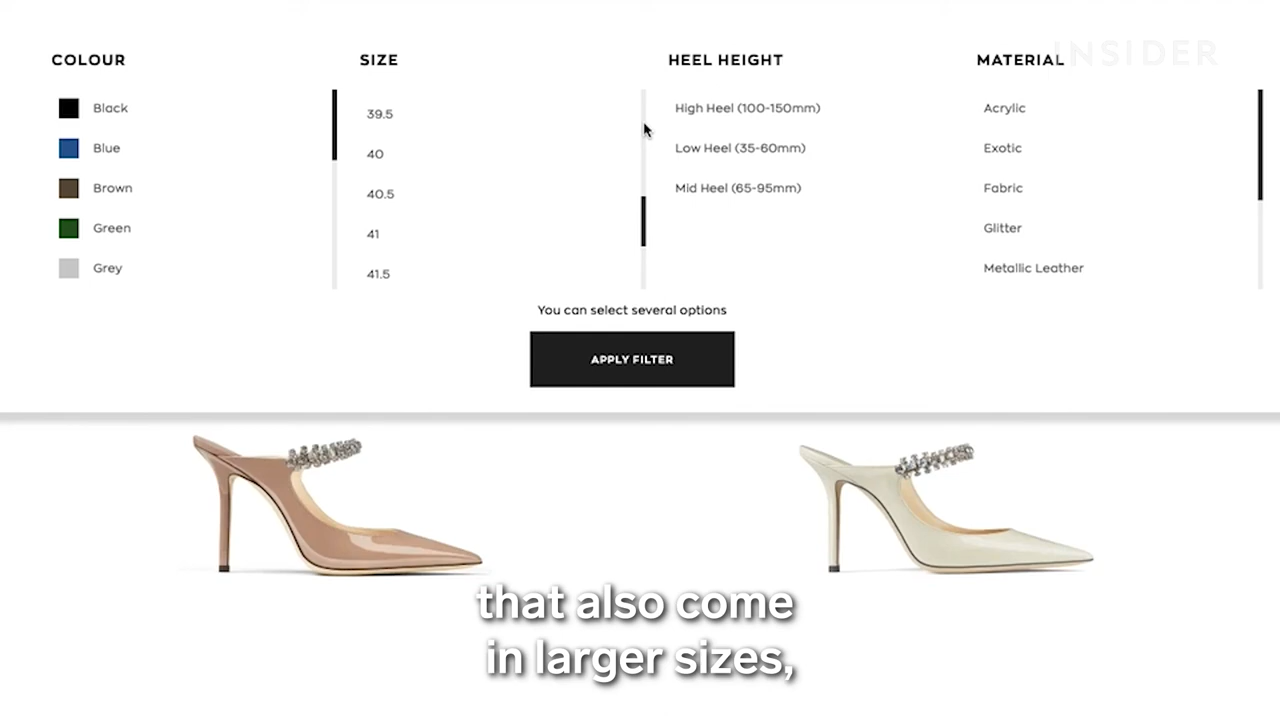 INSIDER
COLOUR
Black
Blue
Brown
Green
Grey
SIZE
39.5
40
40.5
41
41.5
HEEL HEIGHT
High Heel (100-150mm)
Low Heel (35-60mm)
Mid Heel (65-95mm)
MATERIAL
Acrylic
Exotic
Fabric
Glitter
Metallic Leather
You can select several options
APPLY FILTER
that also come
in larger sizes,